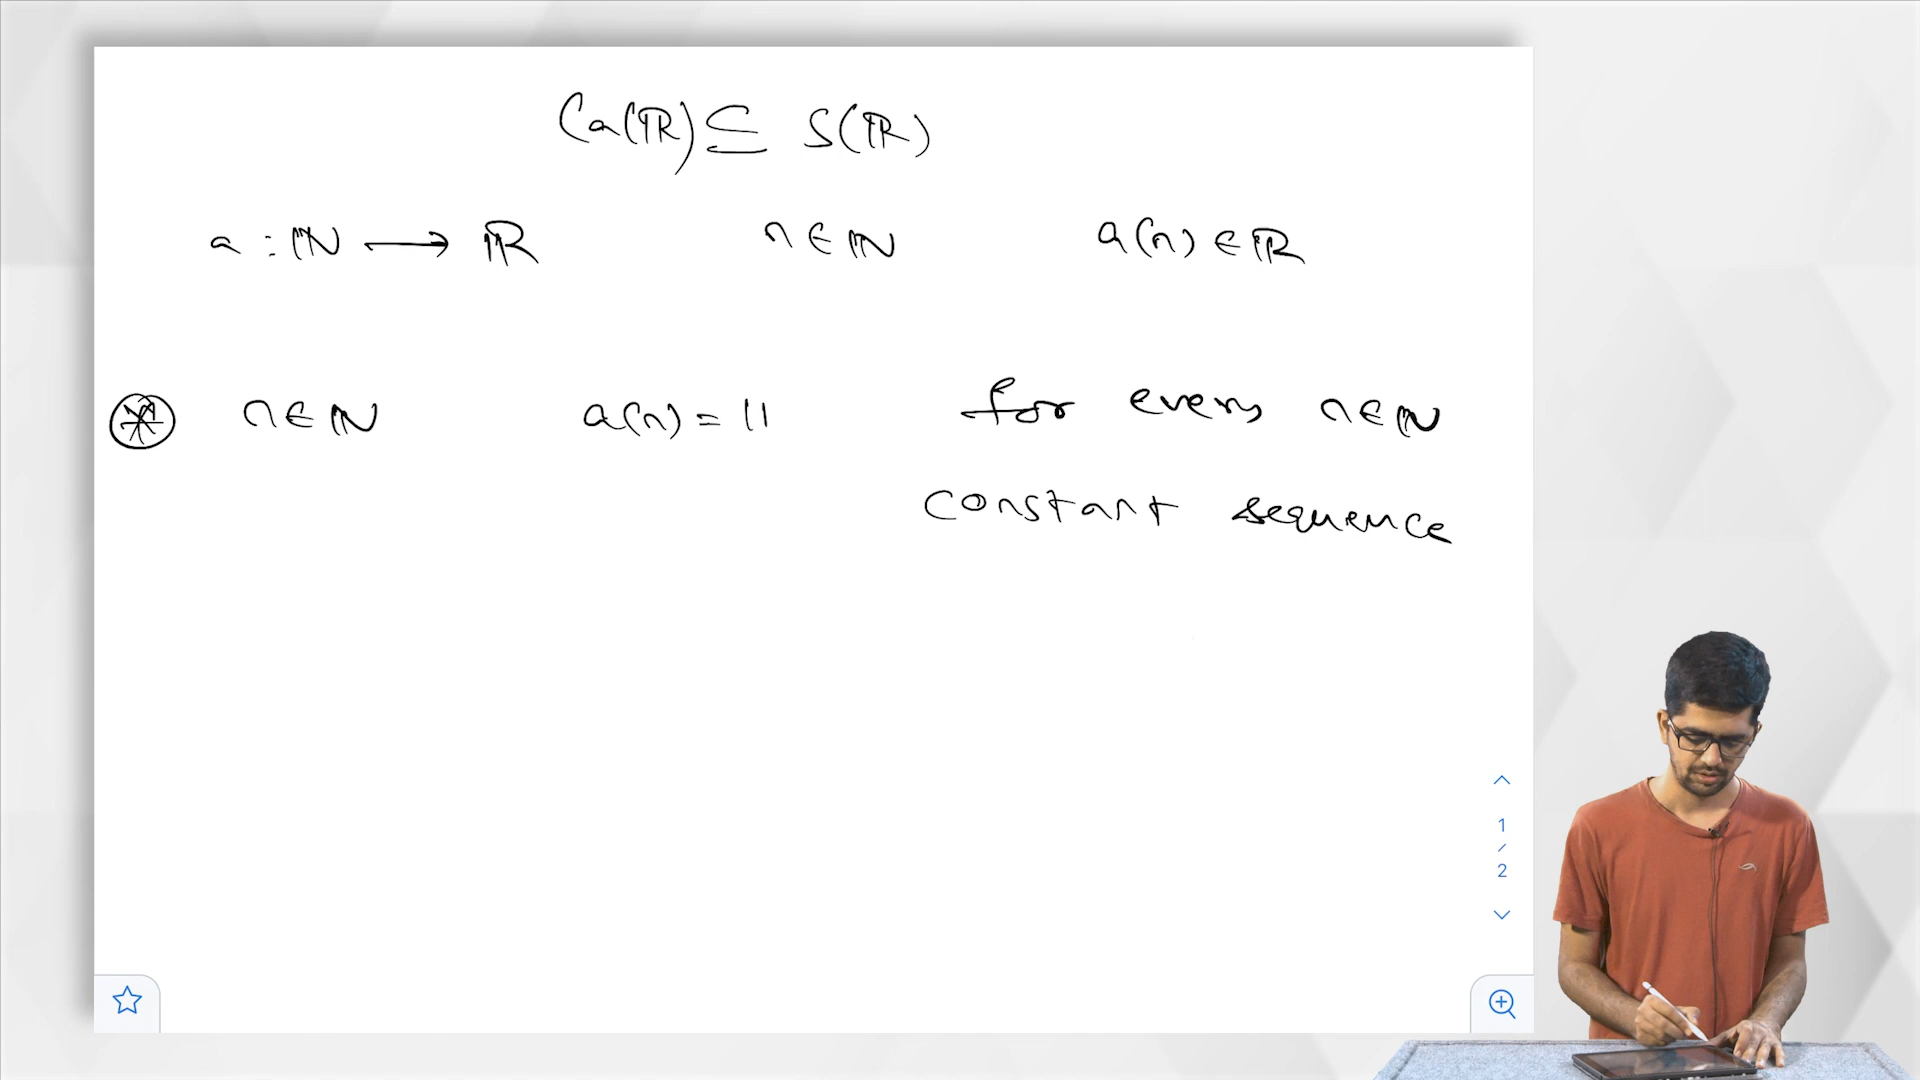 Ca(ℝ) ⊆ S(ℝ)
a : ℕ ⟶ ℝ n ∈ ℕ a(n) ∈ ℝ
n ∈ ℕ a(n) = 11 for every n ∈ ℕ
constant sequence
1
/
2